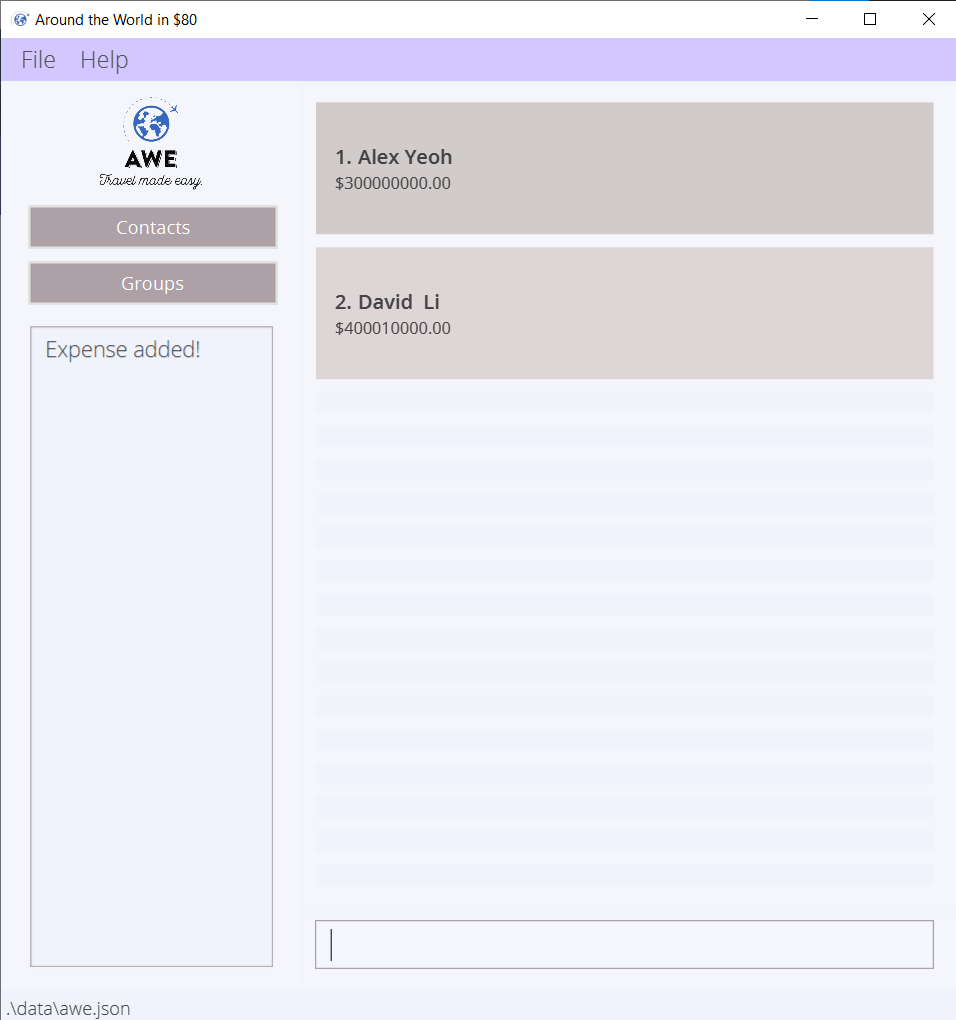 Around the World in $80
File Help
AWE
Travel made easy.
Contacts
Groups
Expense added!
1. Alex Yeoh
$300000000.00
2. David  Li
$400010000.00
.\data\awe.json